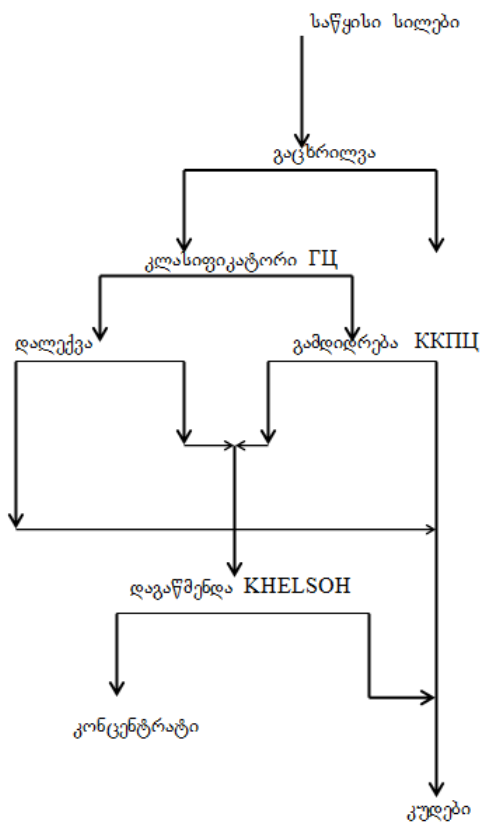 საწყისი სილები
გაცხრილვა
კლასიფიკატორი ГЦ
დალექვა
გამდიდრება ККПЦ
დაგაწმენდა KHELSOH
კონცენტრატი
კუდები